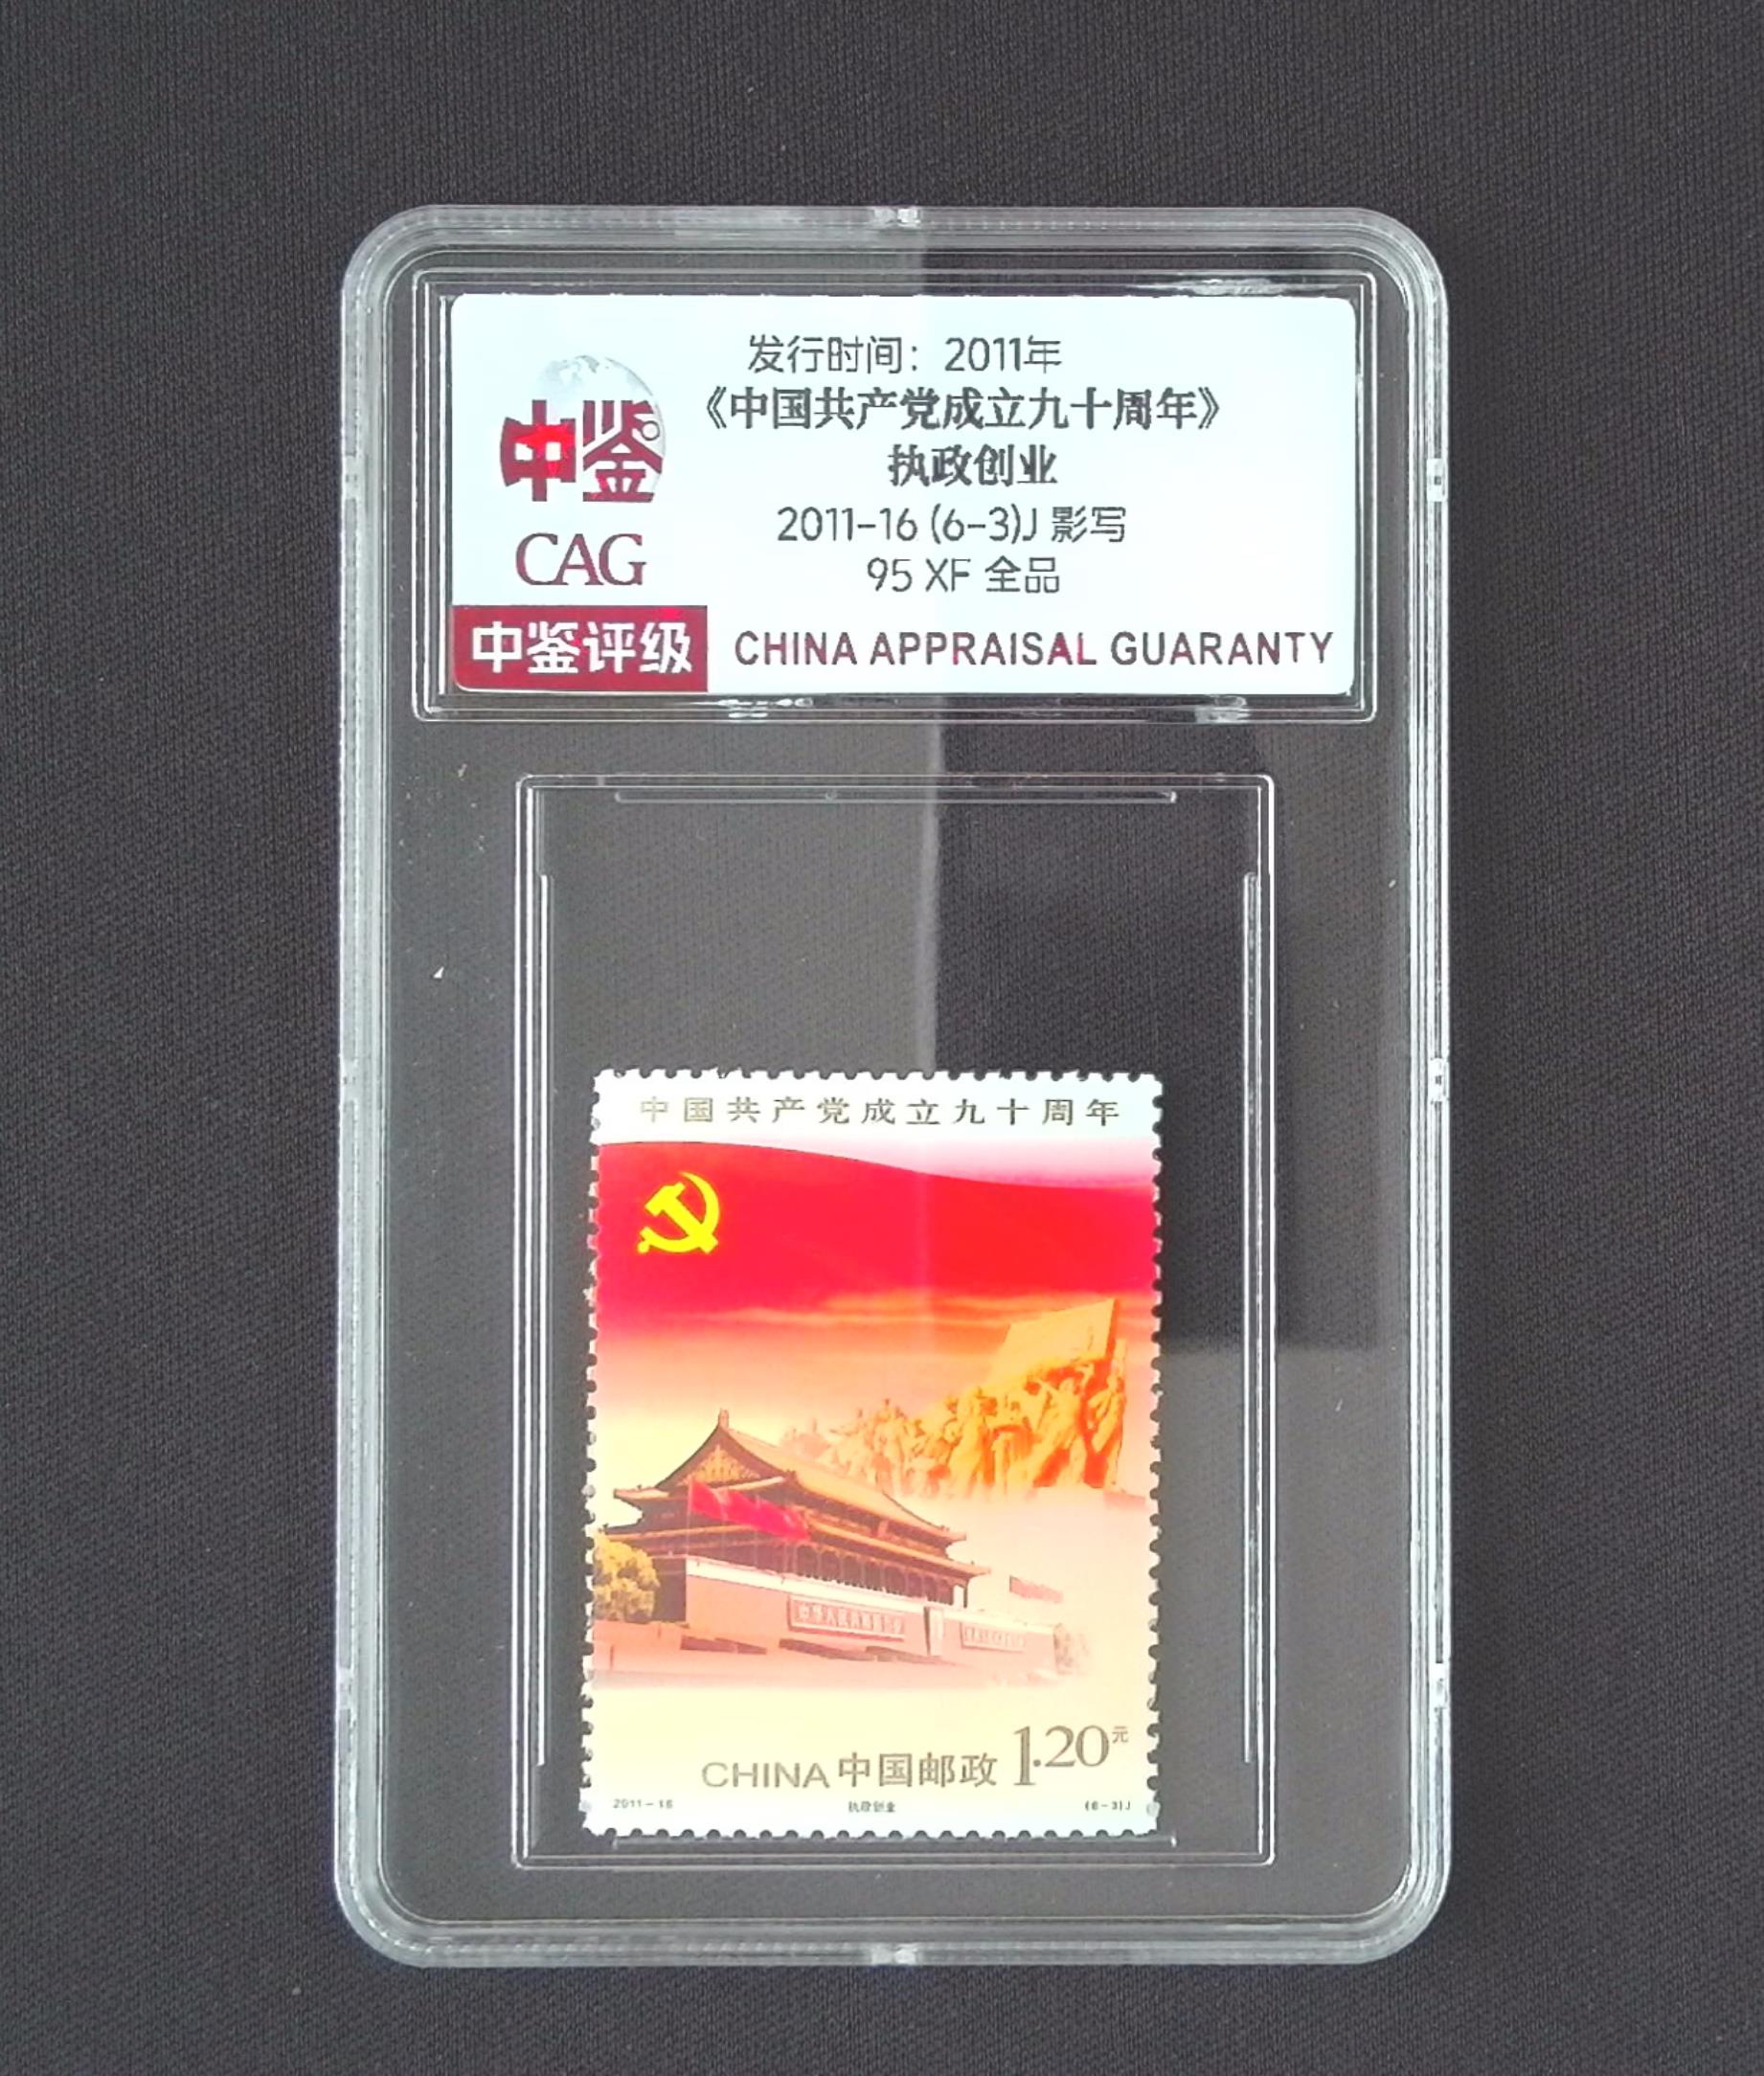 发行时间：2011年
《中国共产党成立九十周年》
执政创业
2011-16 (6-3)J 影写
95 XF 全品
中鉴
CAG
中鉴评级
CHINA APPRAISAL GUARANTY
中国共产党成立九十周年
CHINA 中国邮政 1.20元
2011-16 执政创业 (6-3)J